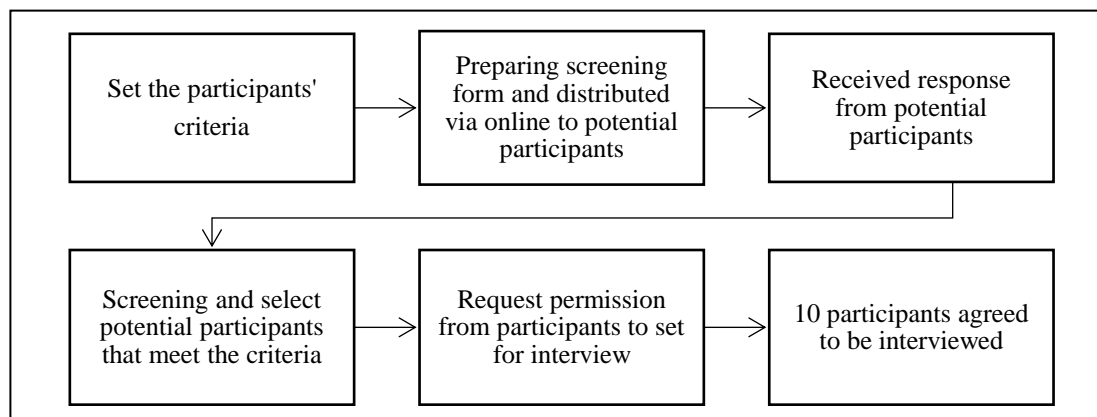 Set the participants'
criteria
Preparing screening
form and distributed
via online to potential
participants
Received response
from potential
participants
Screening and select
potential participants
that meet the criteria
Request permission
from participants to set
for interview
10 participants agreed
to be interviewed